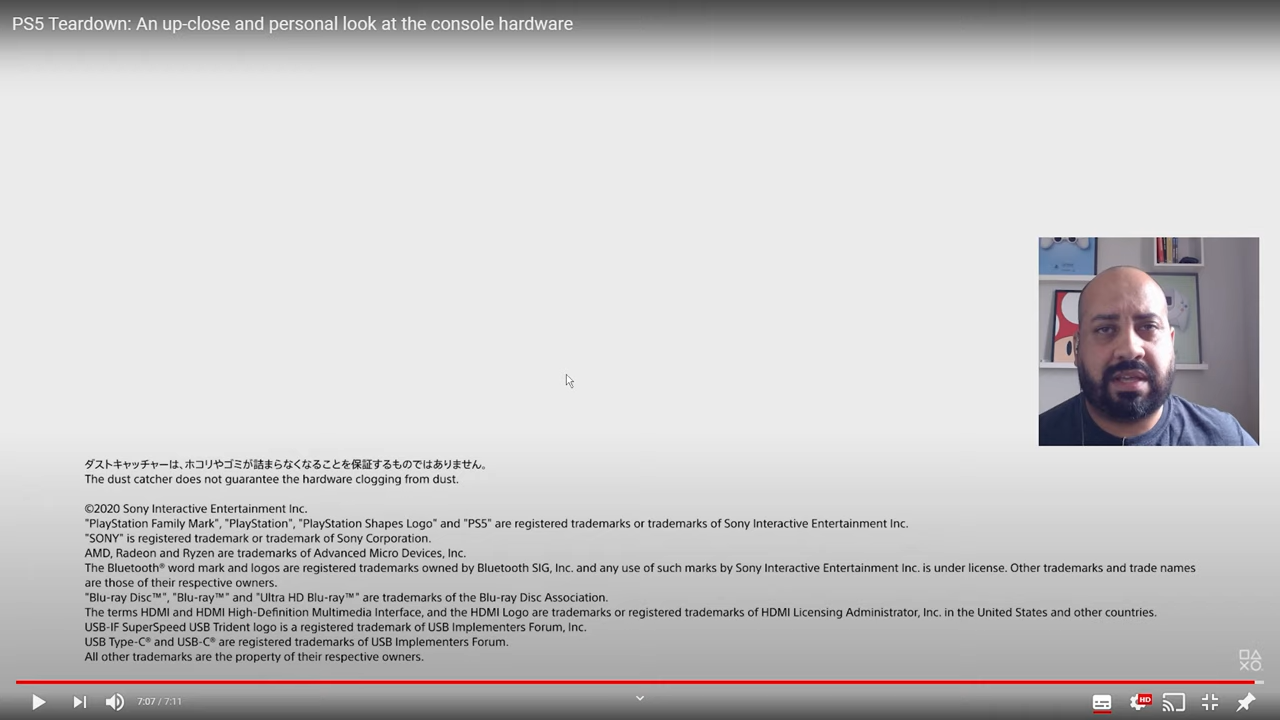 PS5 Teardown: An up-close and personal look at the console hardware
ダストキャッチャーは、ホコリやゴミが詰まらなくなることを保証するものではありません。
The dust catcher does not guarantee the hardware clogging from dust.
©2020 Sony Interactive Entertainment Inc.
"PlayStation Family Mark", "PlayStation", "PlayStation Shapes Logo" and "PS5" are registered trademarks or trademarks of Sony Interactive Entertainment Inc.
"SONY" is registered trademark or trademark of Sony Corporation.
AMD, Radeon and Ryzen are trademarks of Advanced Micro Devices, Inc.
The Bluetooth® word mark and logos are registered trademarks owned by Bluetooth SIG, Inc. and any use of such marks by Sony Interactive Entertainment Inc. is under license. Other trademarks and trade names
are those of their respective owners.
"Blu-ray Disc™", "Blu-ray™" and "Ultra HD Blu-ray™" are trademarks of the Blu-ray Disc Association.
The terms HDMI and HDMI High-Definition Multimedia Interface, and the HDMI Logo are trademarks or registered trademarks of HDMI Licensing Administrator, Inc. in the United States and other countries.
USB-IF SuperSpeed USB Trident logo is a registered trademark of USB Implementers Forum, Inc.
USB Type-C® and USB-C® are registered trademarks of USB Implementers Forum.
All other trademarks are the property of their respective owners.
7:07 / 7:11
HD